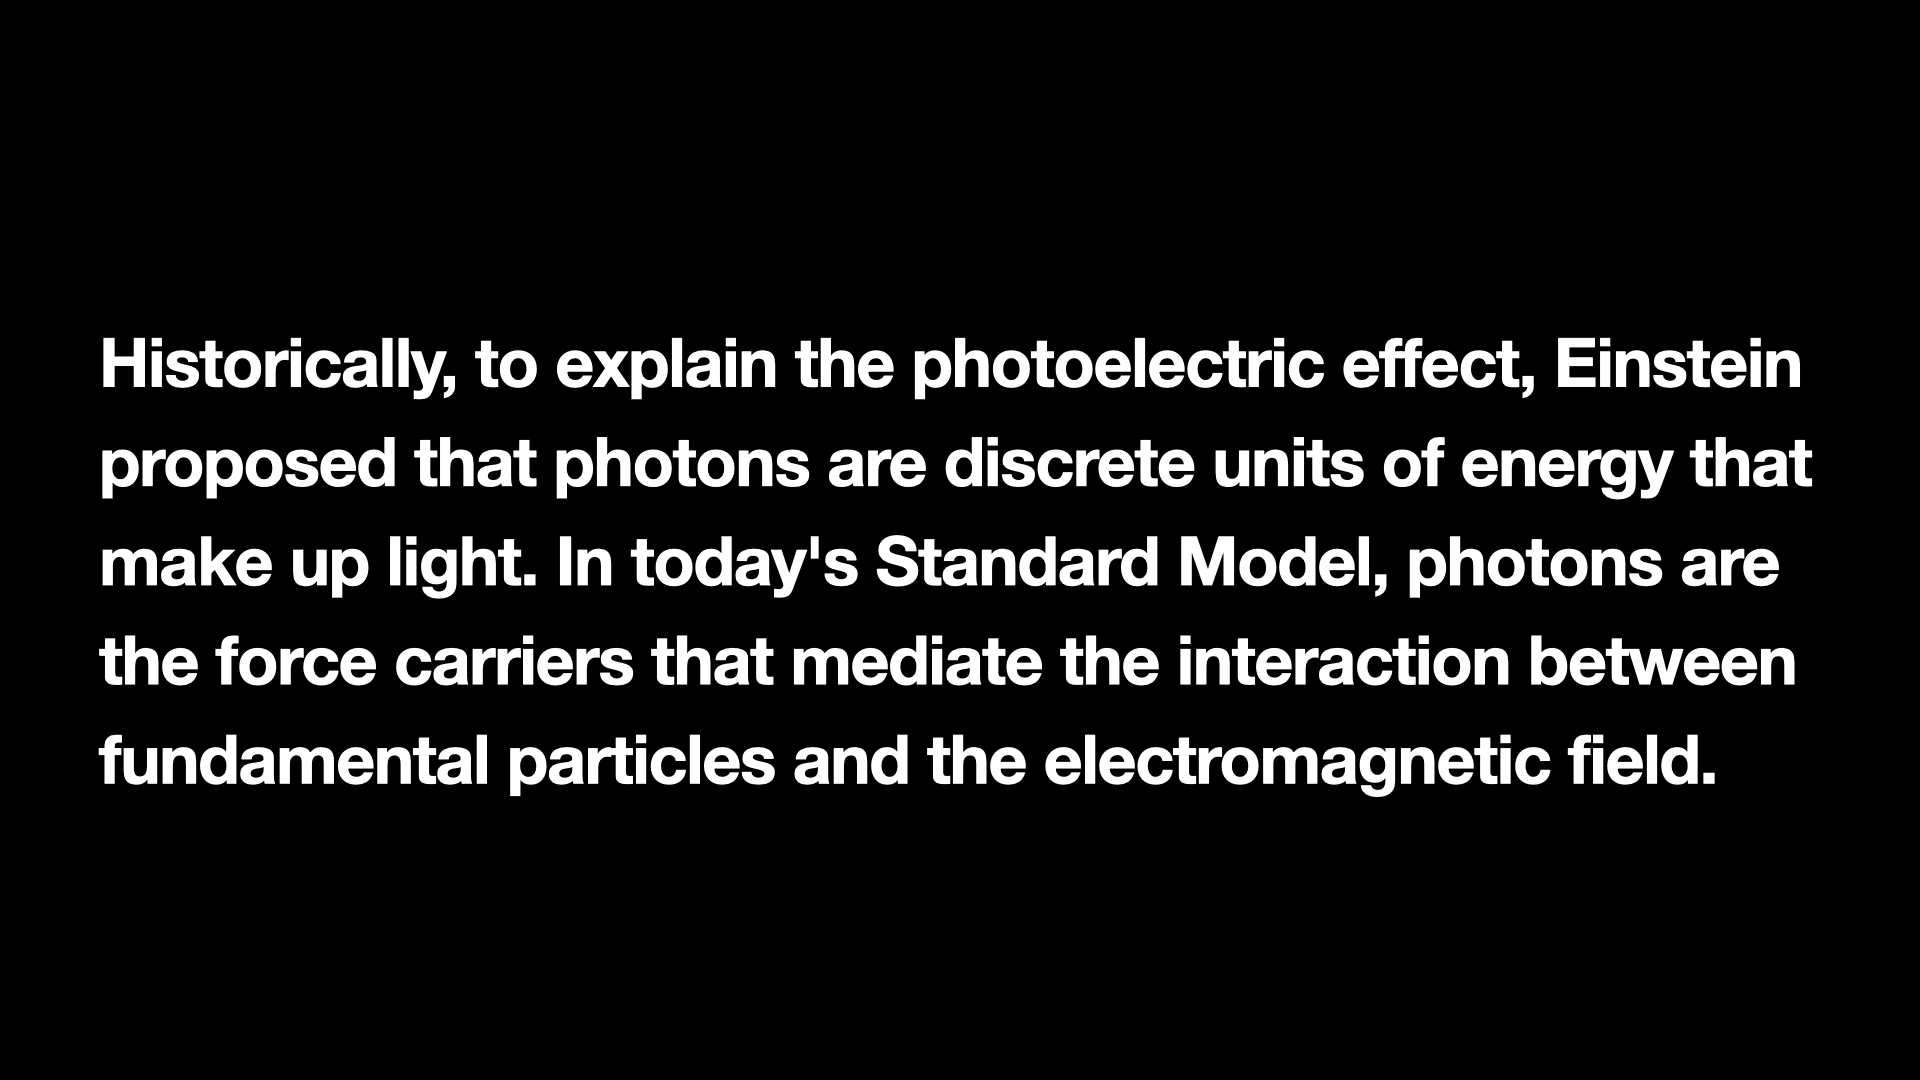 Historically, to explain the photoelectric effect, Einstein
proposed that photons are discrete units of energy that
make up light. In today's Standard Model, photons are
the force carriers that mediate the interaction between
fundamental particles and the electromagnetic field.